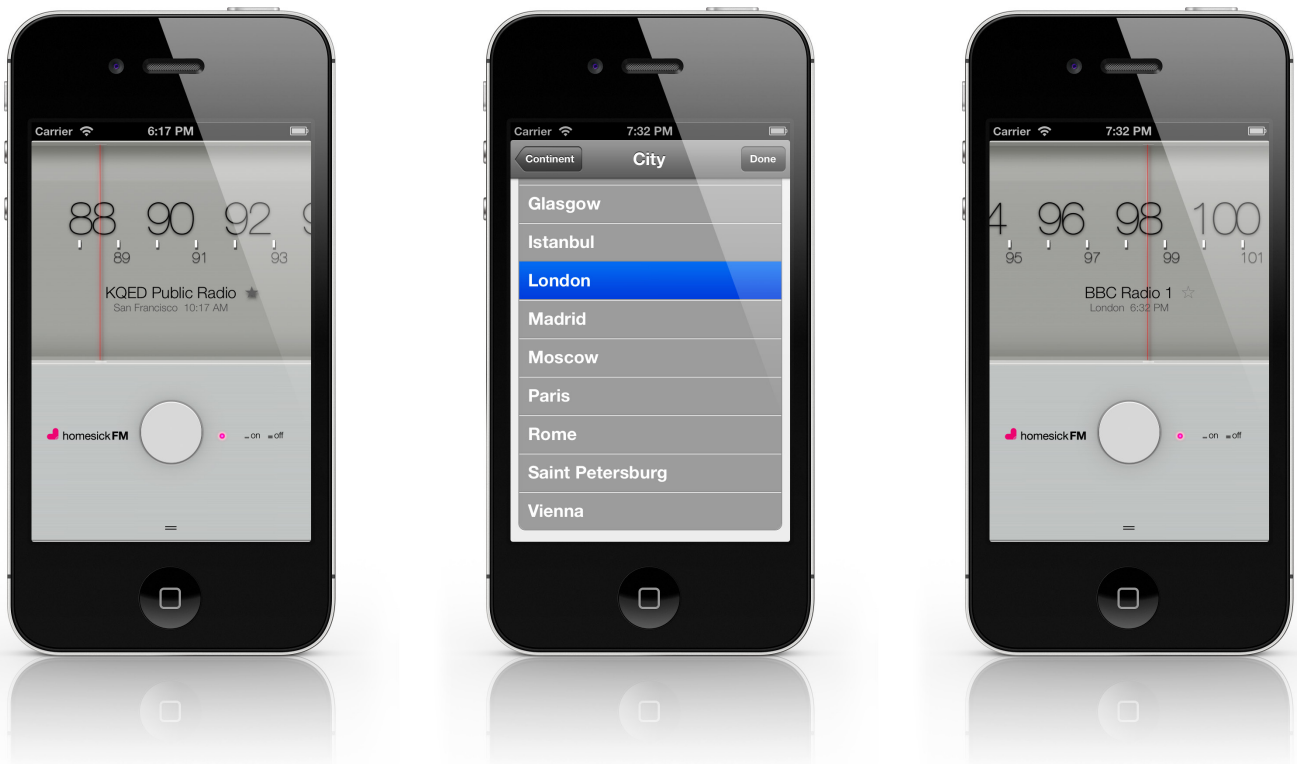 Carrier 6:17 PM
88 90 92 9
89 91 93
KQED Public Radio
San Francisco 10:17 AM
homesickFM on off
Carrier 7:32 PM
Continent City Done
Glasgow
Istanbul
London
Madrid
Moscow
Paris
Rome
Saint Petersburg
Vienna
Carrier 7:32 PM
4 96 98 100
95 97 99 101
BBC Radio 1
London 6:32 PM
homesickFM on off